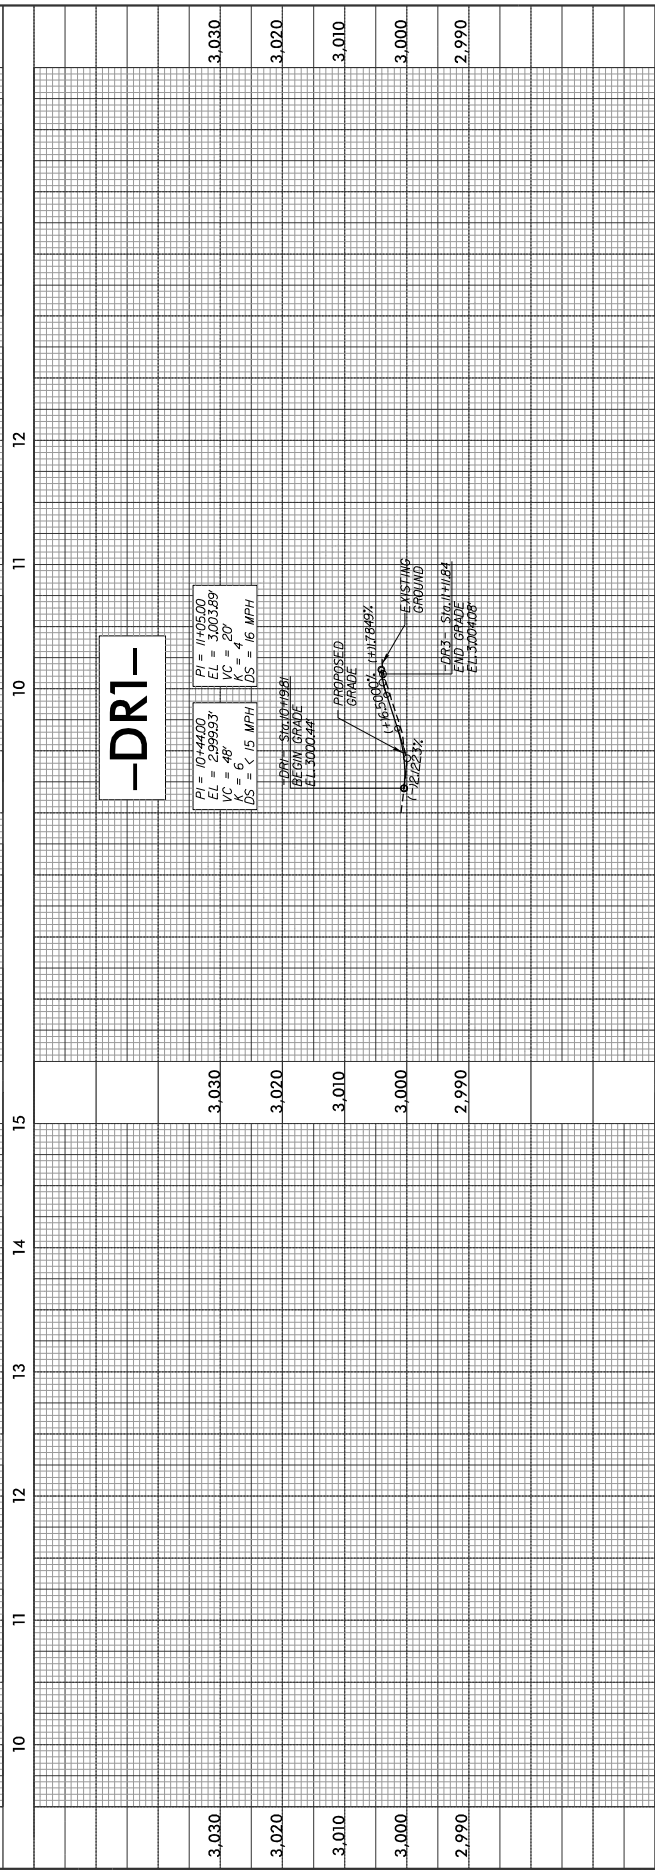 -DR1-
PI = 10+44.00
EL = 2,999.93'
VC = 48'
K = 6
DS = < 15 MPH
PI = 11+05.00
EL = 3,003.89'
VC = 20'
K = 4
DS = 16 MPH
-DR1- Sta.10+19.81
BEGIN GRADE
EL.3000.44'
PROPOSED
GRADE
(-)2.1223%
(+)6.5000%
(+)1.7849%
EXISTING
GROUND
-DR3- Sta.11+11.84
END GRADE
EL.3,004.08'
3,030
3,020
3,010
3,000
2,990
3,030
3,020
3,010
3,000
2,990
3,030
3,020
3,010
3,000
2,990
10
11
12
13
14
15
10
11
12